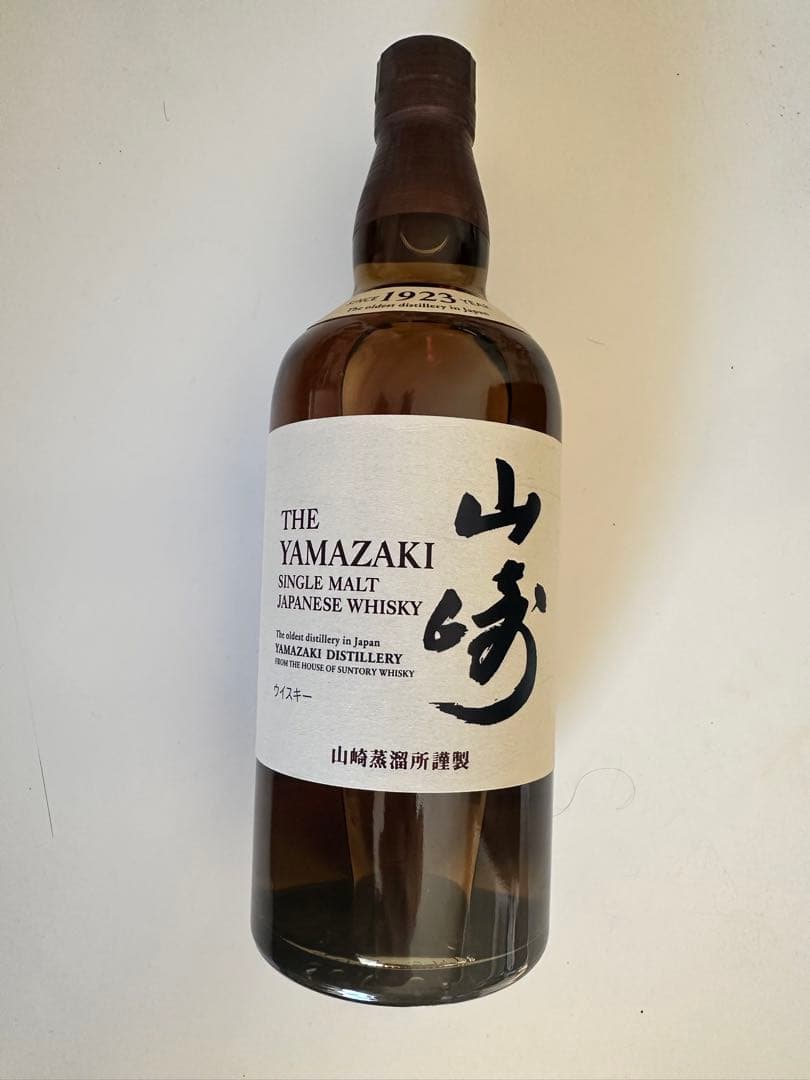 SINCE 1923 YEAR
The oldest distillery in Japan
THE
YAMAZAKI
SINGLE MALT
JAPANESE WHISKY
山崎
The oldest distillery in Japan
YAMAZAKI DISTILLERY
FROM THE HOUSE OF SUNTORY WHISKY
ウイスキー
山崎蒸溜所謹製